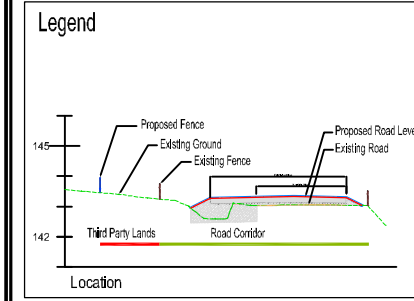 Legend
Proposed Fence
Existing Ground
Existing Fence
Proposed Road Leve
Existing Road
145
142
Third Party Lands
Road Corridor
Location